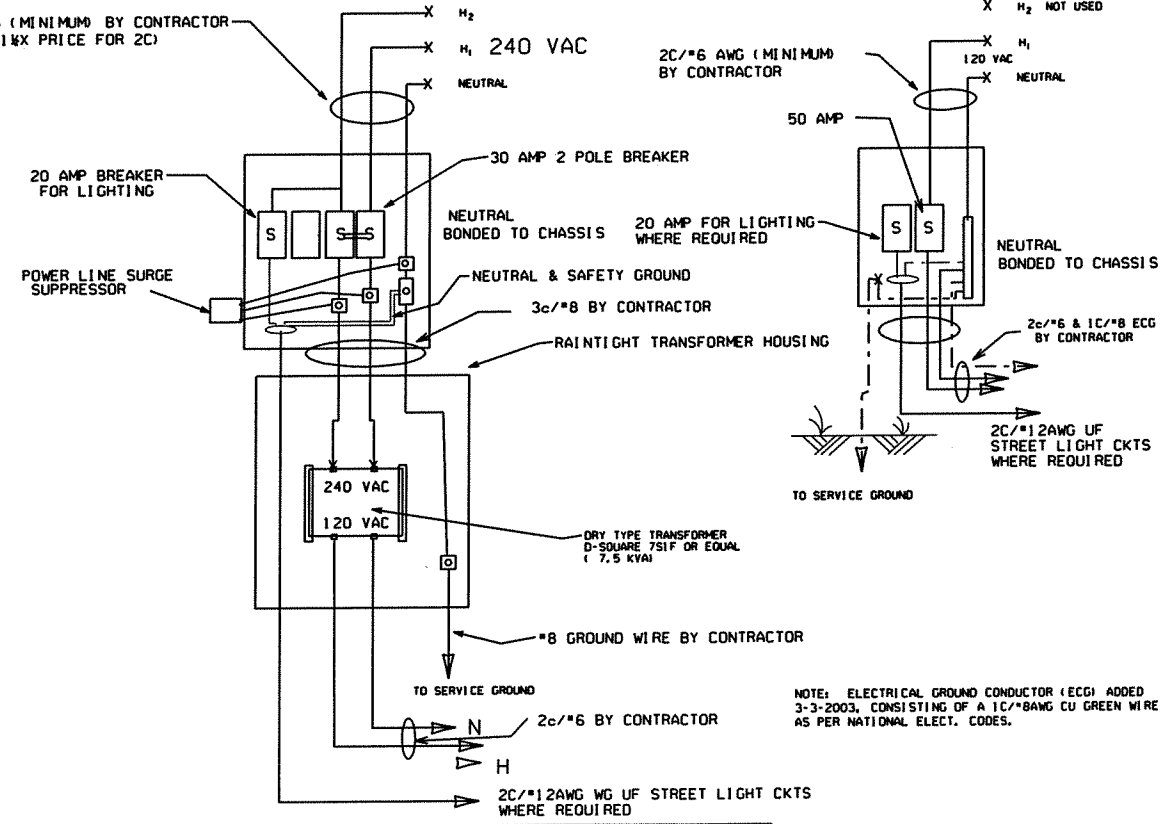 (MINIMUM) BY CONTRACTOR
1½X PRICE FOR 2C)
H₂
H₁ 240 VAC
NEUTRAL
20 AMP BREAKER
FOR LIGHTING
30 AMP 2 POLE BREAKER
S
S
S
NEUTRAL
BONDED TO CHASSIS
POWER LINE SURGE
SUPPRESSOR
NEUTRAL & SAFETY GROUND
3c/#8 BY CONTRACTOR
RAINTIGHT TRANSFORMER HOUSING
240 VAC
120 VAC
DRY TYPE TRANSFORMER
D-SQUARE 7S1F OR EQUAL
( 7.5 KVA)
#8 GROUND WIRE BY CONTRACTOR
TO SERVICE GROUND
N
2c/#6 BY CONTRACTOR
H
2C/#12AWG WG UF STREET LIGHT CKTS
WHERE REQUIRED
H₂ NOT USED
H₁
120 VAC
NEUTRAL
2C/#6 AWG (MINIMUM)
BY CONTRACTOR
50 AMP
20 AMP FOR LIGHTING
WHERE REQUIRED
S
S
NEUTRAL
BONDED TO CHASSIS
2c/#6 & 1C/#8 ECG
BY CONTRACTOR
2C/#12AWG UF
STREET LIGHT CKTS
WHERE REQUIRED
TO SERVICE GROUND
NOTE: ELECTRICAL GROUND CONDUCTOR (ECG) ADDED
3-3-2003, CONSISTING OF A 1C/#8AWG CU GREEN WIRE
AS PER NATIONAL ELECT. CODES.